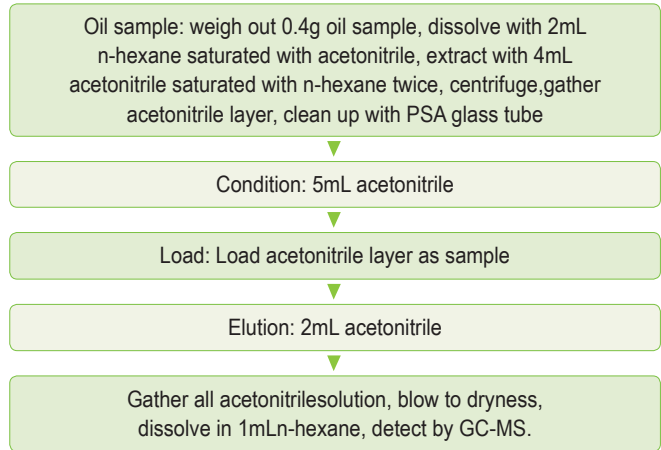 Oil sample: weigh out 0.4g oil sample, dissolve with 2mL
n-hexane saturated with acetonitrile, extract with 4mL
acetonitrile saturated with n-hexane twice, centrifuge,gather
acetonitrile layer, clean up with PSA glass tube
Condition: 5mL acetonitrile
Load: Load acetonitrile layer as sample
Elution: 2mL acetonitrile
Gather all acetonitrilesolution, blow to dryness,
dissolve in 1mLn-hexane, detect by GC-MS.